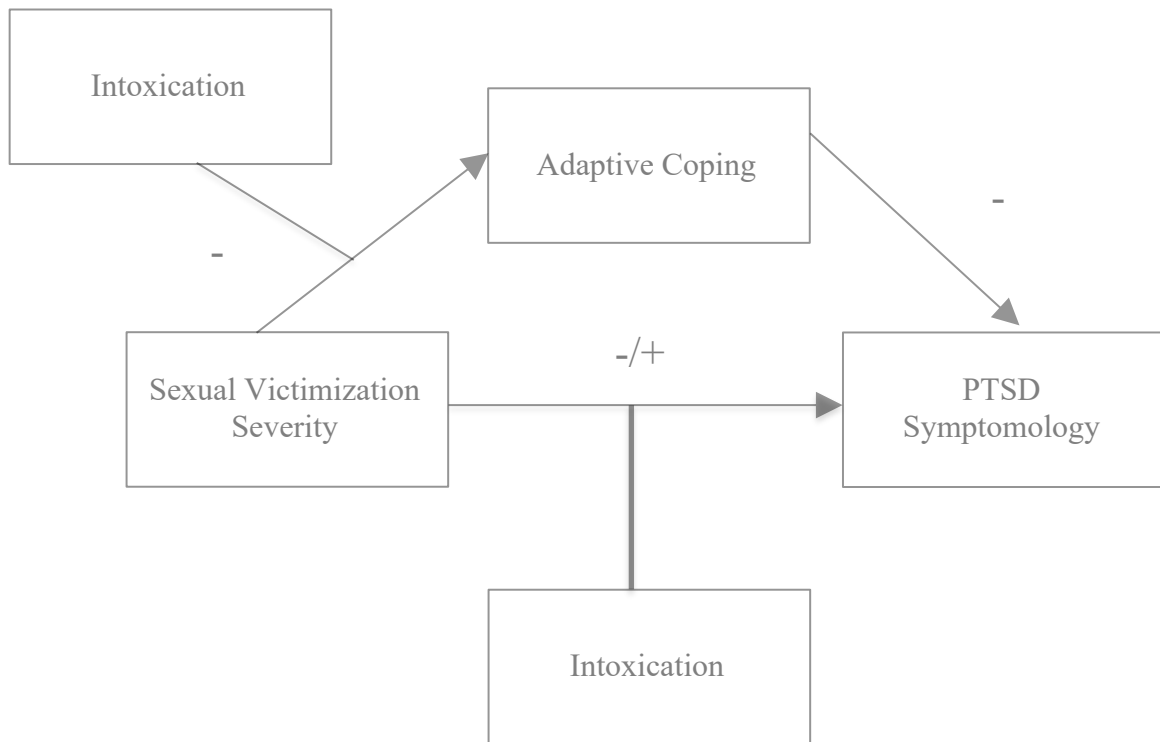 Intoxication
Adaptive Coping
-
-
-/+
Sexual Victimization
Severity
PTSD
Symptomology
Intoxication